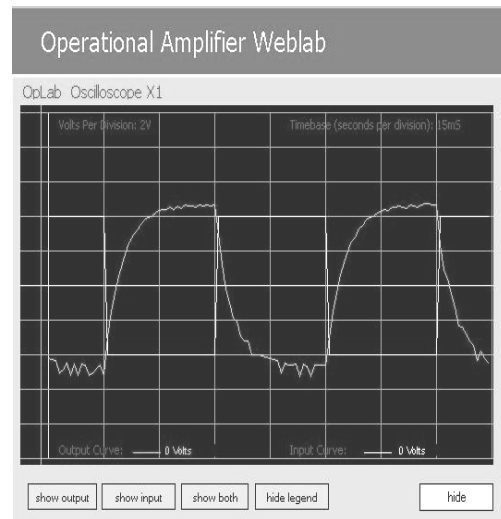 Operational Amplifier Weblab
OpLab Oscilloscope X1
Volts Per Division: 2V
Timebase (seconds per division): 15mS
Output Curve: 0 Volts
Input Curve: 0 Volts
show output
show input
show both
hide legend
hide